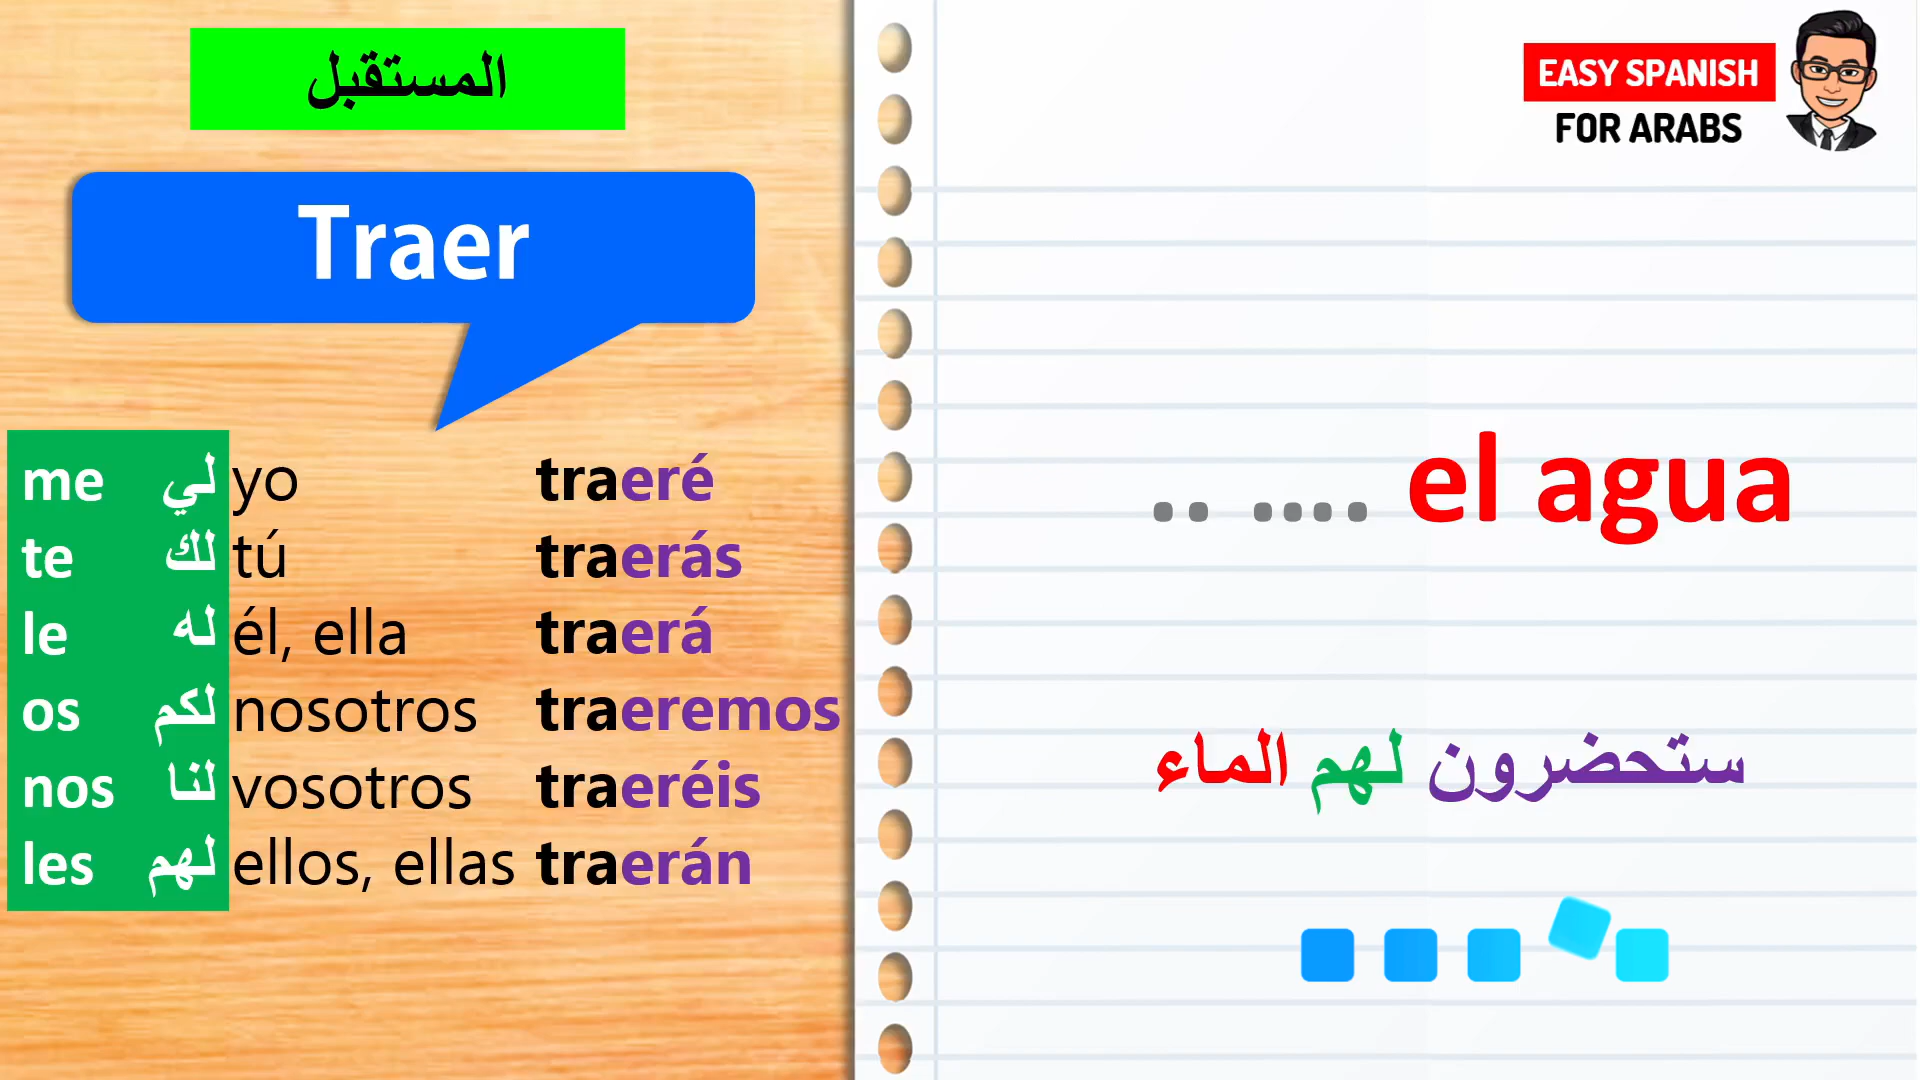 المستقبل
Traer
me لي yo traeré
te لك tú traerás
le له él, ella traerá
os لكم nosotros traeremos
nos لنا vosotros traeréis
les لهم ellos, ellas traerán
EASY SPANISH
FOR ARABS
.. .... el agua
ستحضرون لهم الماء